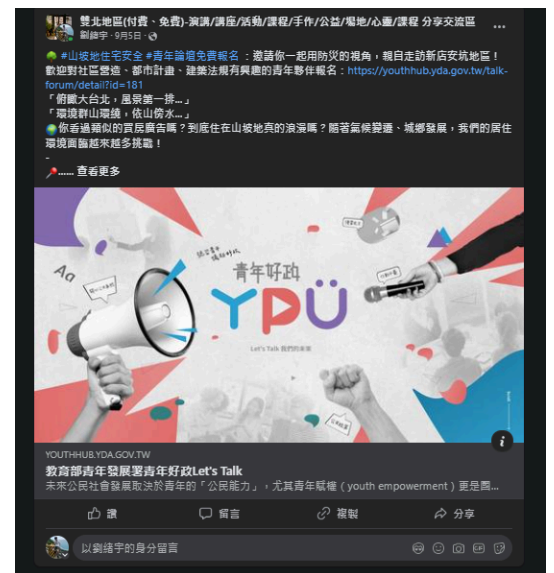 雙北地區(付費、免費)-演講/講座/活動/課程/手作/公益/場地/心靈/課程 分享交流區
劉緒宇·9月5日·
#山坡地住宅安全 #青年論壇免費報名 ：邀請你一起用防災的視角，親自走訪新店安坑地區！
歡迎對社區營造、都市計畫、建築法規有興趣的青年夥伴報名：https://youthhub.yda.gov.tw/talk-
forum/detail?id=181
「俯瞰大台北，風景第一排…」
「環境群山環繞，依山傍水…」
你看過類似的賣房廣告嗎？到底住在山坡地真的浪漫嗎？隨著氣候變遷、城鄉發展，我們的居住
環境面臨越來越多挑戰！
-
...... 查看更多
Aa
青年好政
YPU
Let's Talk 我們的未來
YOUTHHUB.YDA.GOV.TW
教育部青年發展署青年好政Let's Talk
未來公民社會發展取決於青年的「公民能力」，尤其青年賦權（youth empowerment）更是國...
讚
留言
複製
分享
以劉緒宇的身分留言